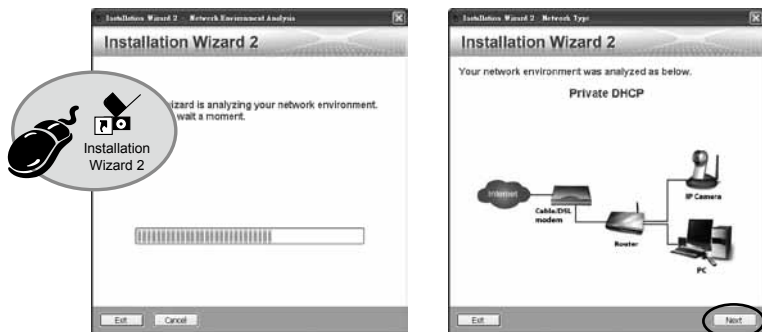 Installation Wizard 2 - Network Environment Analysis
Installation Wizard 2
wizard is analyzing your network environment.
wait a moment.
Installation
Wizard 2
Exit
Cancel
Installation Wizard 2 - Network Type
Installation Wizard 2
Your network environment was analyzed as below.
Private DHCP
Internet
Cable/DSL
modem
IP Camera
Router
PC
Exit
Next